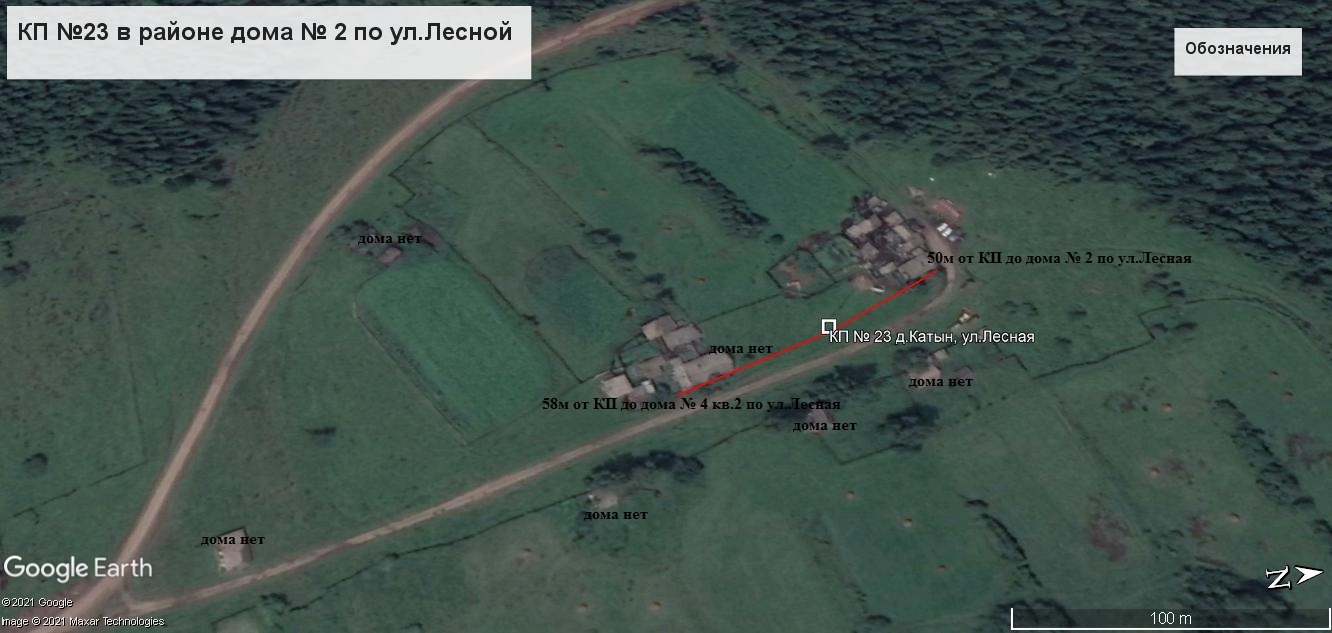 КП №23 в районе дома № 2 по ул.Лесной
Обозначения
дома нет
50м от КП до дома № 2 по ул.Лесная
КП № 23 д.Катын, ул.Лесная
дома нет
дома нет
58м от КП до дома № 4 кв.2 по ул.Лесная
дома нет
дома нет
дома нет
Google Earth
©2021 Google
Image © 2021 Maxar Technologies
N
100 m